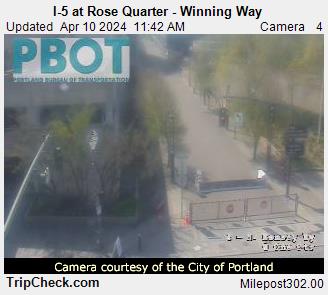 I-5 at Rose Quarter - Winning Way
Updated Apr 10 2024 11:42 AM Camera 4
PBOT
PORTLAND BUREAU OF TRANSPORTATION
Camera courtesy of the City of Portland
TripCheck.com Milepost302.00